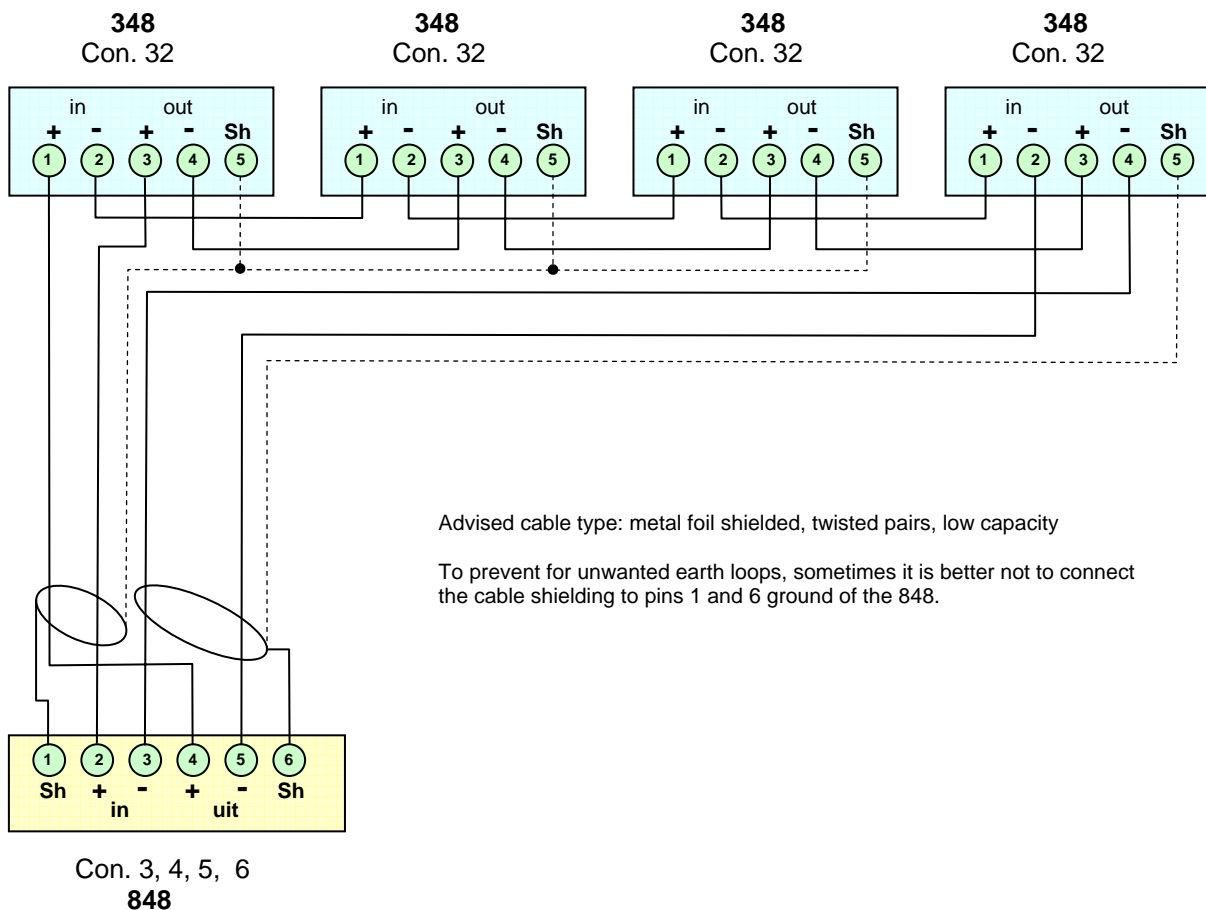 348 348 348 348
Con. 32 Con. 32 Con. 32 Con. 32
in out in out in out in out
+ - + - Sh + - + - Sh + - + - Sh + - + - Sh
1 2 3 4 5 1 2 3 4 5 1 2 3 4 5 1 2 3 4 5
Advised cable type: metal foil shielded, twisted pairs, low capacity
To prevent for unwanted earth loops, sometimes it is better not to connect
the cable shielding to pins 1 and 6 ground of the 848.
1 2 3 4 5 6
Sh + - + - Sh
in uit
Con. 3, 4, 5, 6
848